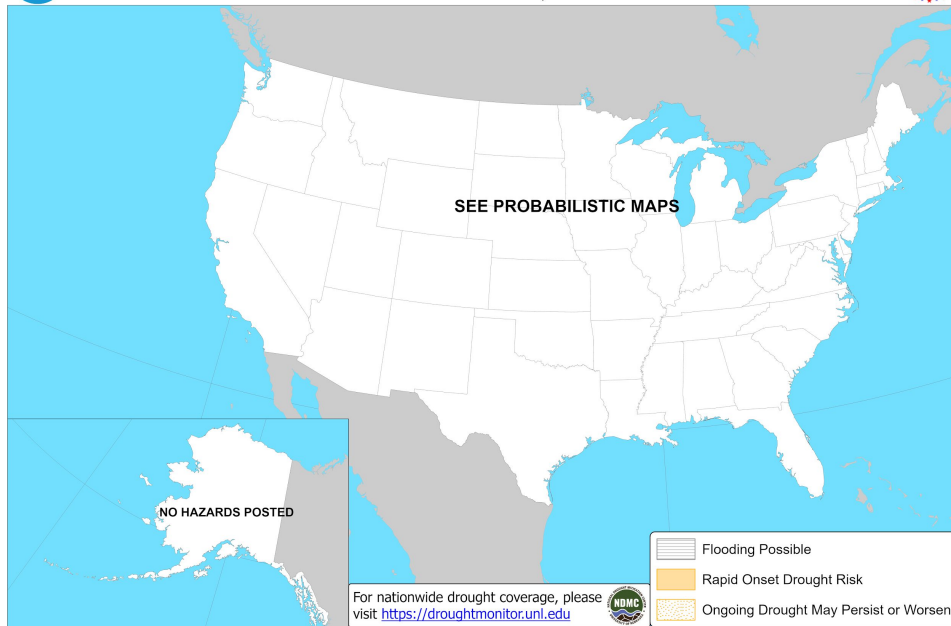 SEE PROBABILISTIC MAPS
NO HAZARDS POSTED
For nationwide drought coverage, please
visit https://droughtmonitor.unl.edu
NDMC
Flooding Possible
Rapid Onset Drought Risk
Ongoing Drought May Persist or Worsen